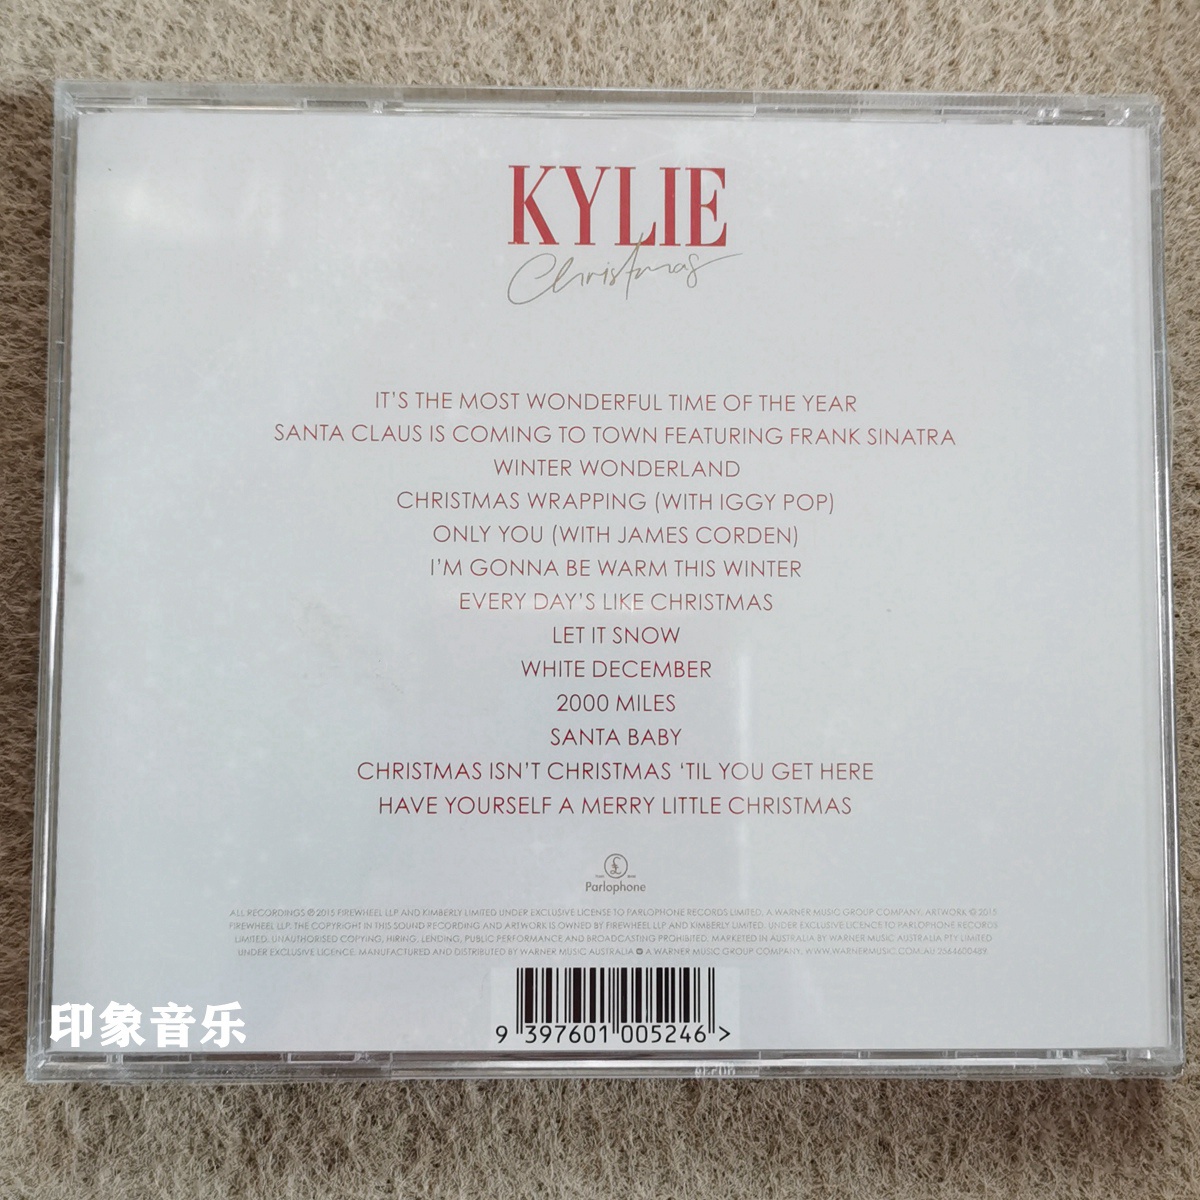 KYLIE
Christmas
IT'S THE MOST WONDERFUL TIME OF THE YEAR
SANTA CLAUS IS COMING TO TOWN FEATURING FRANK SINATRA
WINTER WONDERLAND
CHRISTMAS WRAPPING (WITH IGGY POP)
ONLY YOU (WITH JAMES CORDEN)
I'M GONNA BE WARM THIS WINTER
EVERY DAY'S LIKE CHRISTMAS
LET IT SNOW
WHITE DECEMBER
2000 MILES
SANTA BABY
CHRISTMAS ISN'T CHRISTMAS 'TIL YOU GET HERE
HAVE YOURSELF A MERRY LITTLE CHRISTMAS
Parlophone
ALL RECORDINGS ℗ 2015 FIREWHEEL LLP AND KIMBERLY LIMITED UNDER EXCLUSIVE LICENSE TO PARLOPHONE RECORDS LIMITED, A WARNER MUSIC GROUP COMPANY. ARTWORK © 2015
FIREWHEEL LLP. THE COPYRIGHT IN THIS SOUND RECORDING AND ARTWORK IS OWNED BY FIREWHEEL LLP AND KIMBERLY LIMITED. UNDER EXCLUSIVE LICENCE TO PARLOPHONE RECORDS
LIMITED. UNAUTHORISED COPYING, HIRING, LENDING, PUBLIC PERFORMANCE AND BROADCASTING PROHIBITED. MARKETED IN AUSTRALIA BY WARNER MUSIC AUSTRALIA PTY LIMITED
UNDER EXCLUSIVE LICENCE. MANUFACTURED AND DISTRIBUTED BY WARNER MUSIC AUSTRALIA A WARNER MUSIC GROUP COMPANY. WWW.WARNERMUSIC.COM.AU 2564600489
9 397601 005246 >
印象音乐